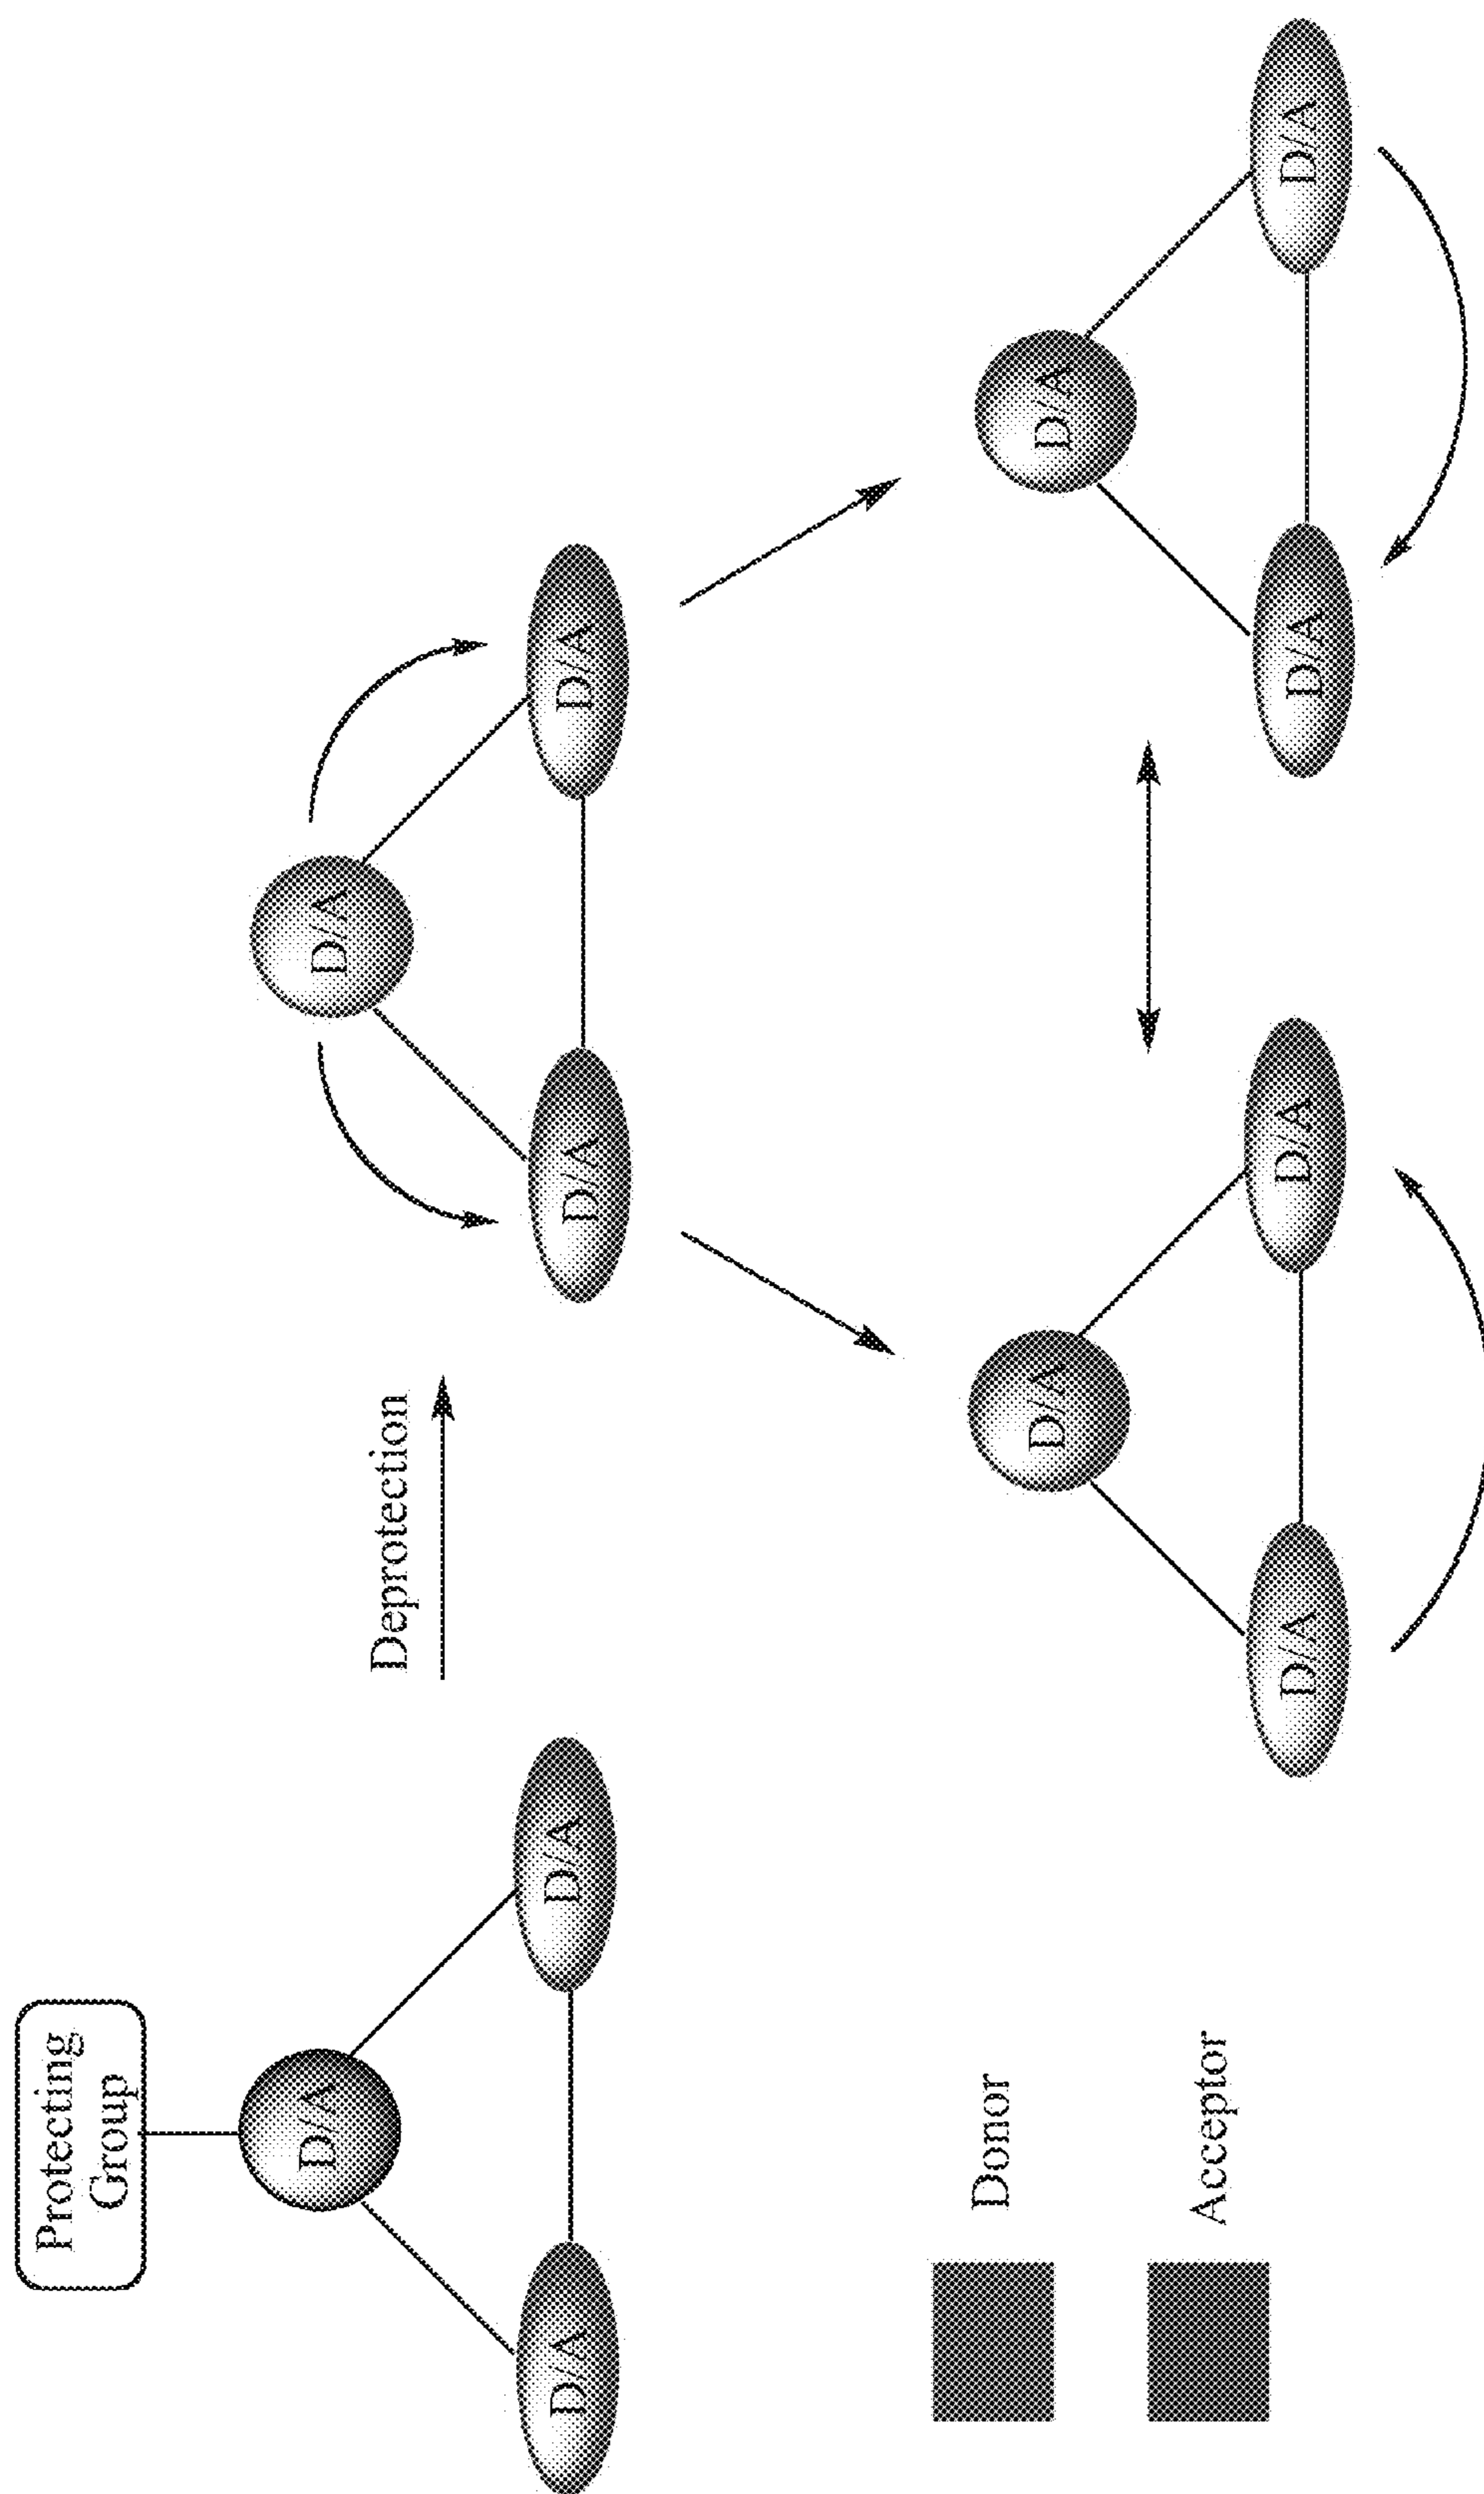 Protecting
Group
D/A
D/A
D/A
Deprotection
D/A
D/A
D/A
Donor
Acceptor
D/A
D/A
D/A
D/A
D/A
D/A